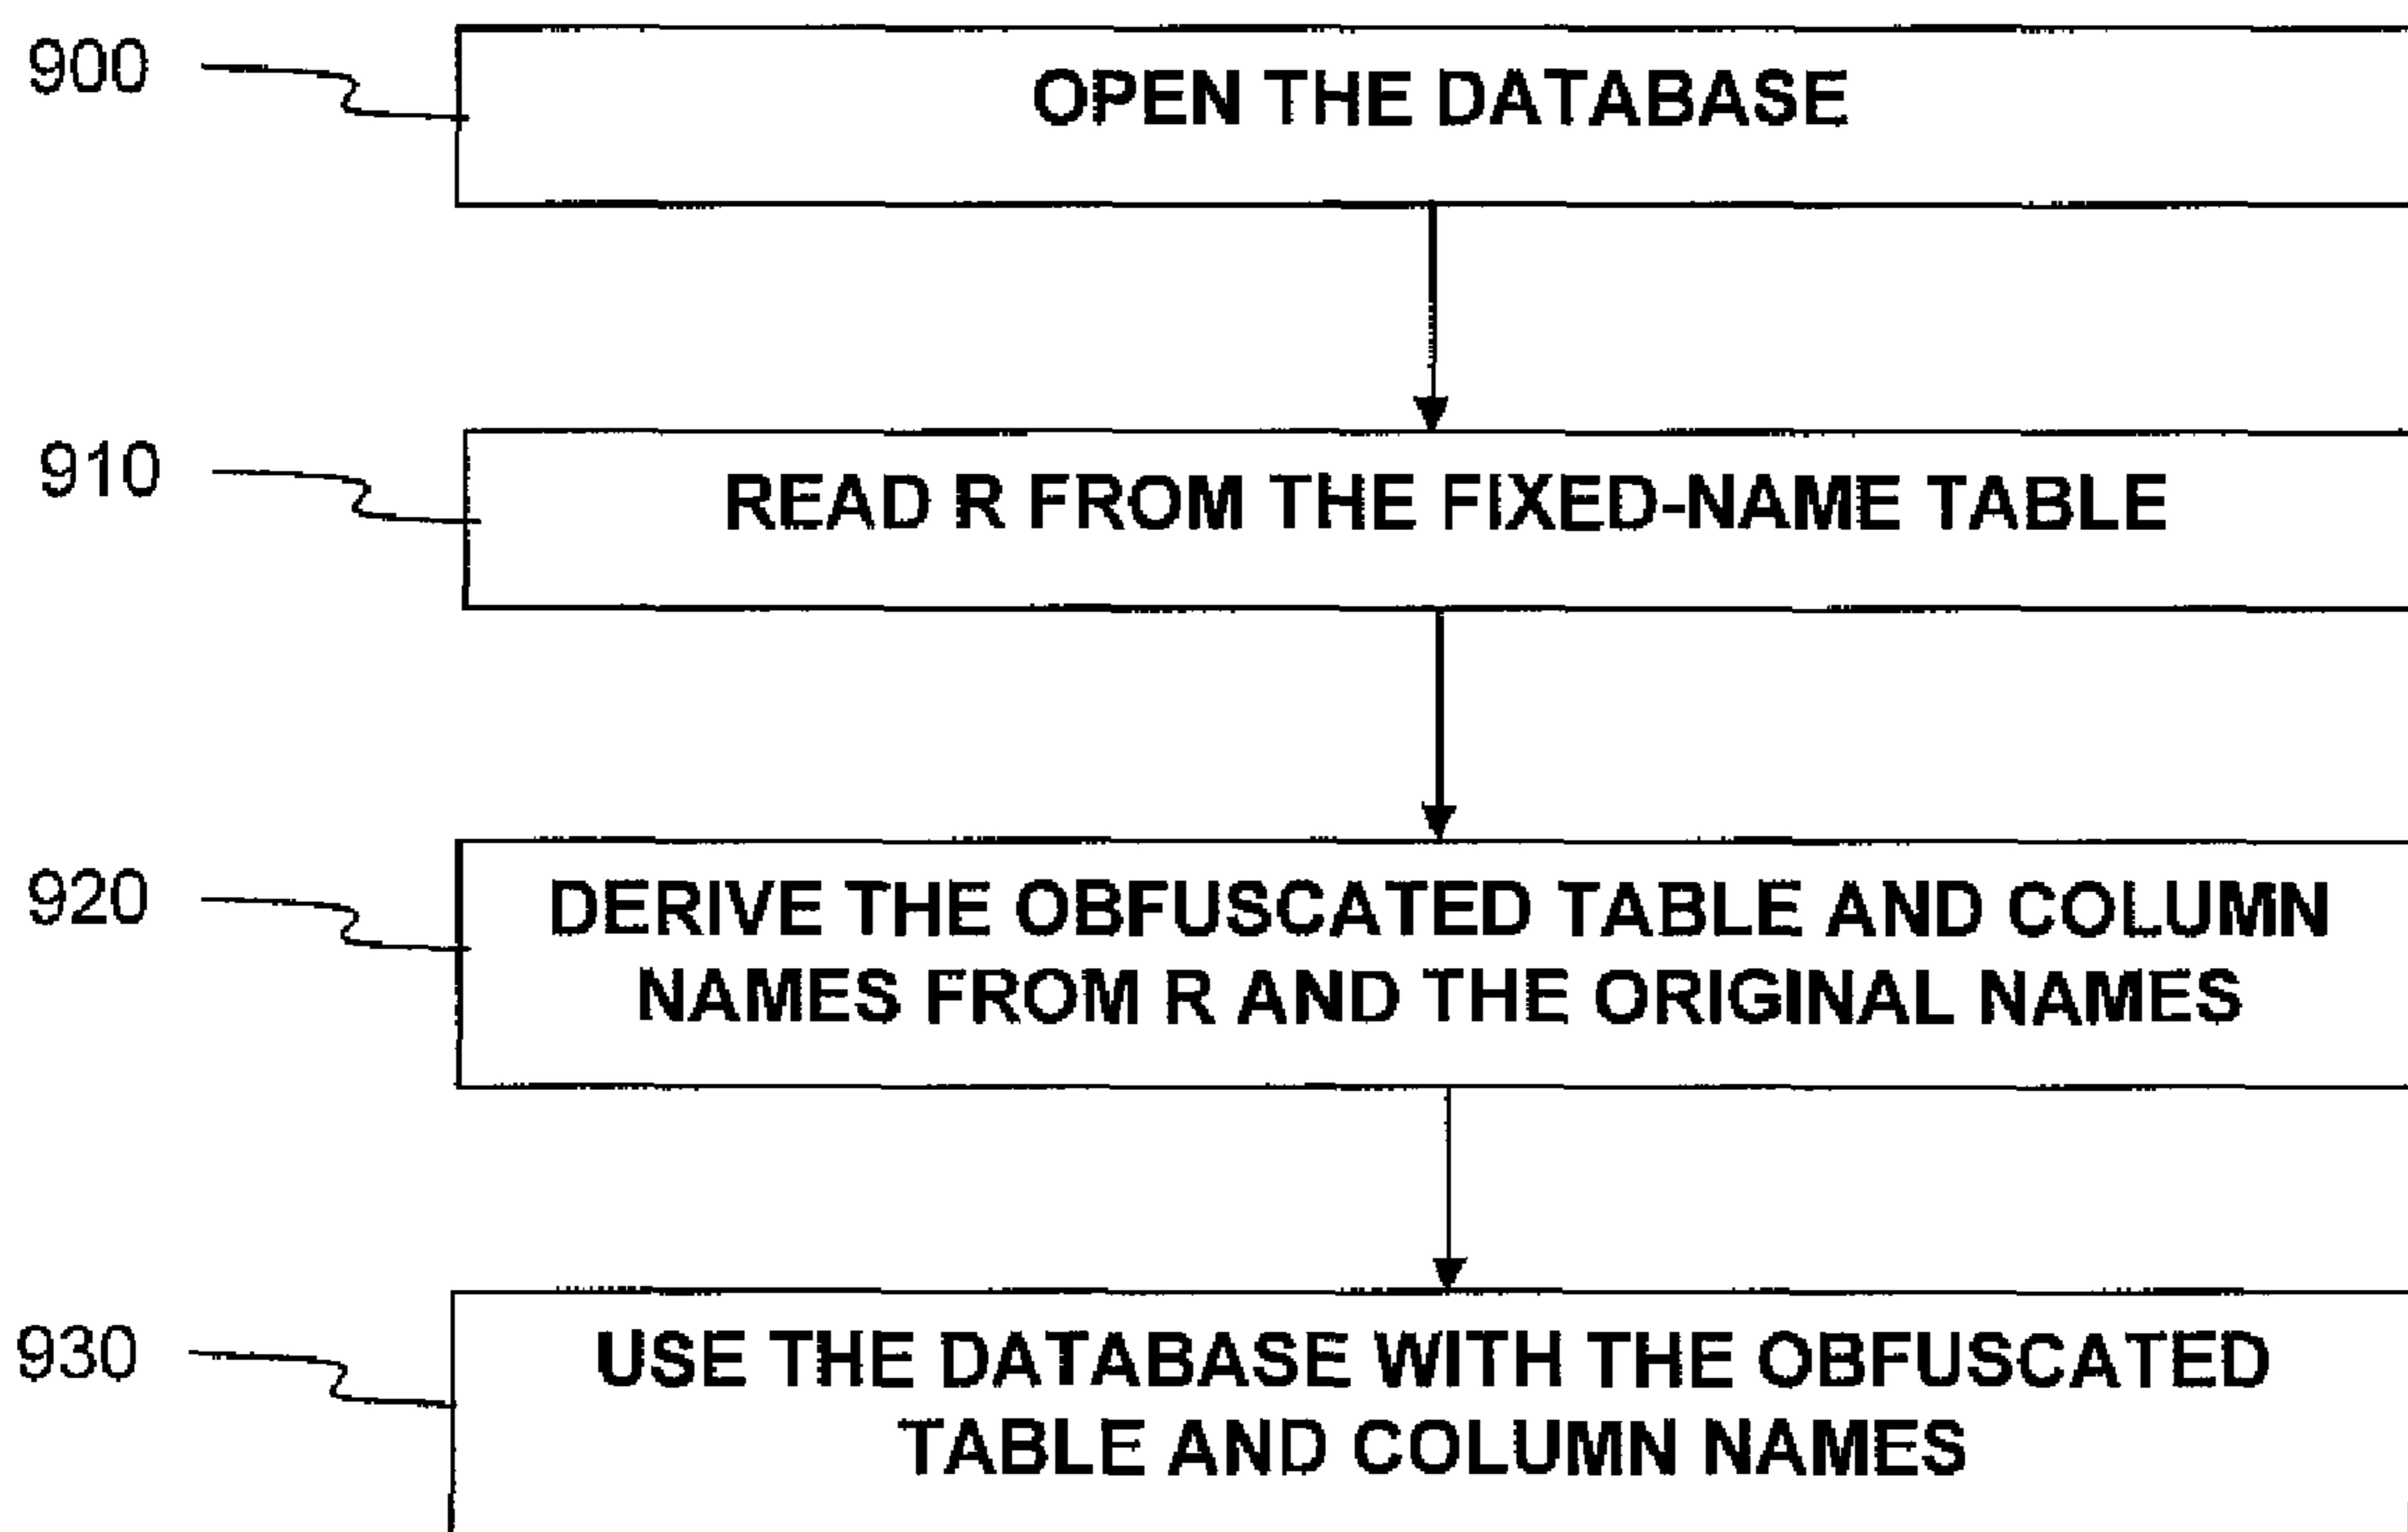 900
OPEN THE DATABASE
910
READ R FROM THE FIXED-NAME TABLE
920
DERIVE THE OBFUSCATED TABLE AND COLUMN
NAMES FROM R AND THE ORIGINAL NAMES
930
USE THE DATABASE WITH THE OBFUSCATED
TABLE AND COLUMN NAMES